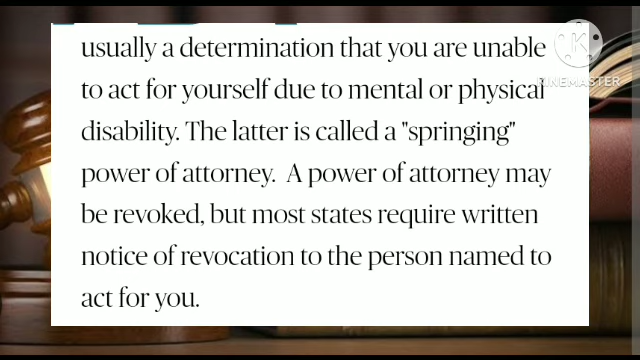 usually a determination that you are unable
to act for yourself due to mental or physical
disability. The latter is called a "springing"
power of attorney.  A power of attorney may
be revoked, but most states require written
notice of revocation to the person named to
act for you.
KINEMASTER